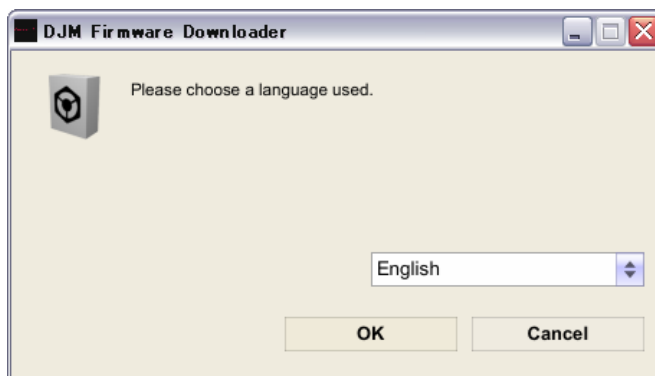 DJM Firmware Downloader
Please choose a language used.
English
OK
Cancel